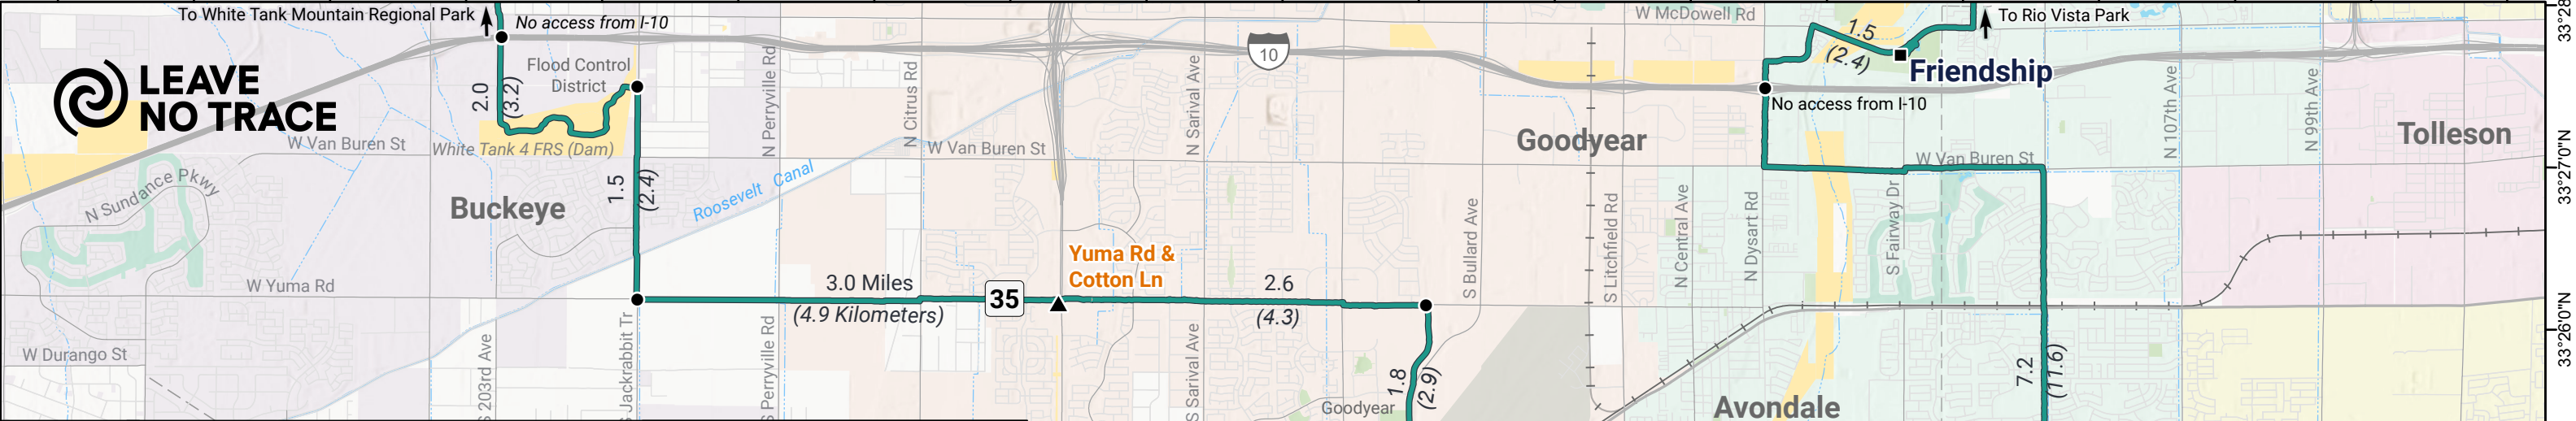 To White Tank Mountain Regional Park
No access from I-10
W McDowell Rd
To Rio Vista Park
33°28
LEAVE
NO TRACE
2.0
(3.2)
Flood Control
District
N Perryville Rd
N Citrus Rd
N Sarival Ave
10
1.5
(2.4)
Friendship
No access from I-10
N 107th Ave
N 99th Ave
Tolleson
W Van Buren St
White Tank 4 FRS (Dam)
W Van Buren St
Goodyear
W Van Buren St
33°27'0"N
N Sundance Pkwy
Buckeye
1.5
(2.4)
Roosevelt Canal
S Bullard Ave
S Litchfield Rd
N Central Ave
N Dysart Rd
S Fairway Dr
Yuma Rd &
Cotton Ln
W Yuma Rd
3.0 Miles
(4.9 Kilometers)
35
2.6
(4.3)
33°26'0"N
W Durango St
S 203rd Ave
S Jackrabbit Tr
S Perryville Rd
S Sarival Ave
1.8
(2.9)
Goodyear
Avondale
7.2
(11.6)